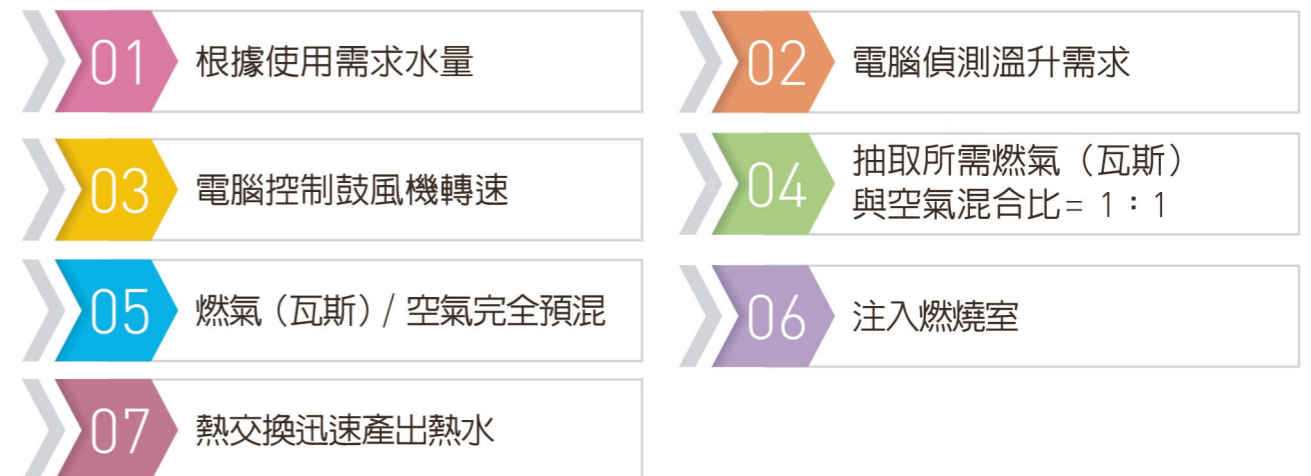 01 根據使用需求水量
02 電腦偵測溫升需求
03 電腦控制鼓風機轉速
04 抽取所需燃氣（瓦斯）
與空氣混合比= 1：1
05 燃氣（瓦斯）/ 空氣完全預混
06 注入燃燒室
07 熱交換迅速產出熱水